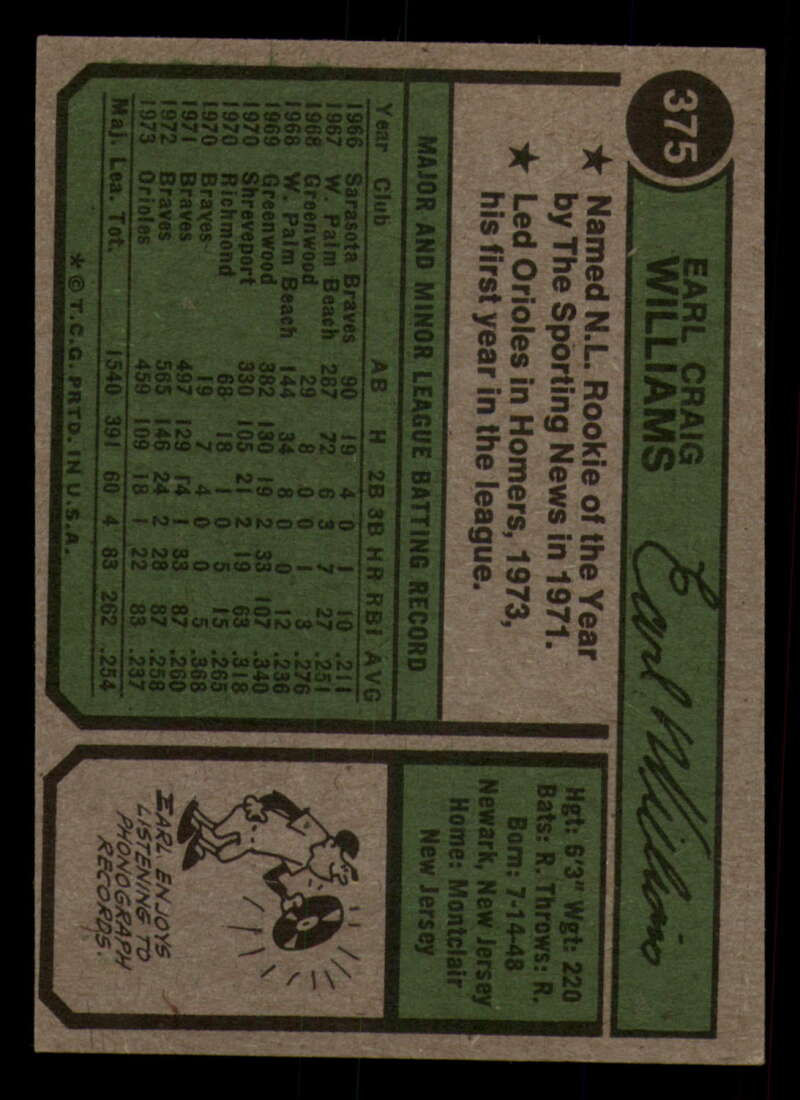 375
EARL CRAIG
WILLIAMS
Earl Williams
★ Named N.L. Rookie of the Year
by The Sporting News in 1971.
★ Led Orioles in Homers, 1973,
his first year in the league.
MAJOR AND MINOR LEAGUE BATTING RECORD
Year Club AB H 2B 3B HR RBI AVG
1966 Sarasota Braves 90 19 4 0 1 10 .211
1967 W. Palm Beach 287 72 6 3 7 27 .251
1968 Greenwood 29 8 0 0 1 3 .276
1968 W. Palm Beach 144 34 8 0 0 12 .236
1969 Greenwood 382 130 19 2 33 107 .340
1970 Shreveport 330 105 21 2 19 63 .318
1970 Richmond 68 18 1 0 5 15 .265
1970 Braves 19 7 4 0 0 5 .368
1971 Braves 497 129 14 1 33 87 .260
1972 Braves 565 146 24 2 28 87 .258
1973 Orioles 459 109 18 1 22 83 .237
Maj. Lea. Tot. 1540 391 60 4 83 262 .254
* © T.C.G. PRTD. IN U.S.A.
Hgt: 6'3" Wgt: 220
Bats: R. Throws: R.
Born: 7-14-48
Newark, New Jersey
Home: Montclair
New Jersey
EARL ENJOYS
LISTENING TO
PHONOGRAPH
RECORDS.